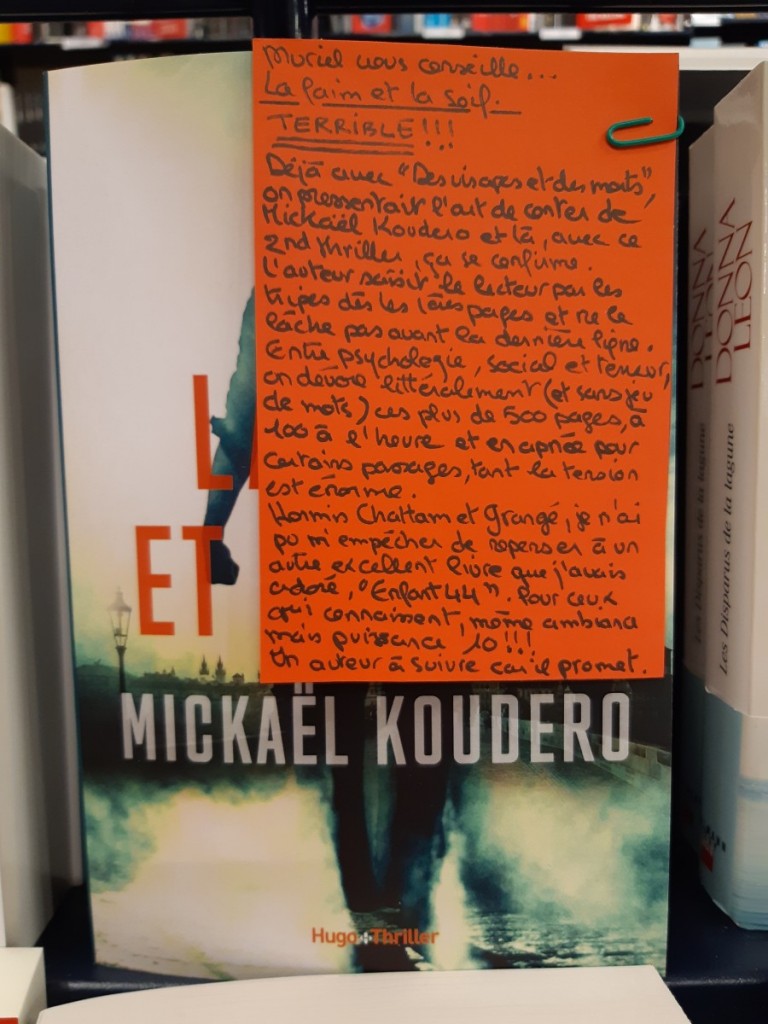 Muriel vous conseille...
La faim et la soif.
TERRIBLE!!!
Déjà avec "Des visages et des morts",
on pressentait l'art de conter de
Mickaël Koudero et là, avec ce
2nd thriller, ça se confirme.
L'auteur saisit le lecteur par les
tripes dès les 1ères pages et ne le
lâche pas avant la dernière ligne.
Entre psychologie, social et terreur,
on dévore littéralement (et sans jeu
de mots) ces plus de 500 pages, à
100 à l'heure et en apnée pour
certains passages, tant la tension
est énorme.
Hormis Chattam et Grangé, je n'ai
pu m'empêcher de repenser à un
autre excellent livre que j'avais
adoré, "Enfant 44". Pour ceux
qui connaissent, même ambiance
mais puissance 10!!!
Un auteur à suivre car il promet.
L
ET
MICKAËL KOUDERO
Hugo+Thriller
DONNA LEON
Les Disparus de la lagune
DONNA
LEON
Les Disparus de la lagune